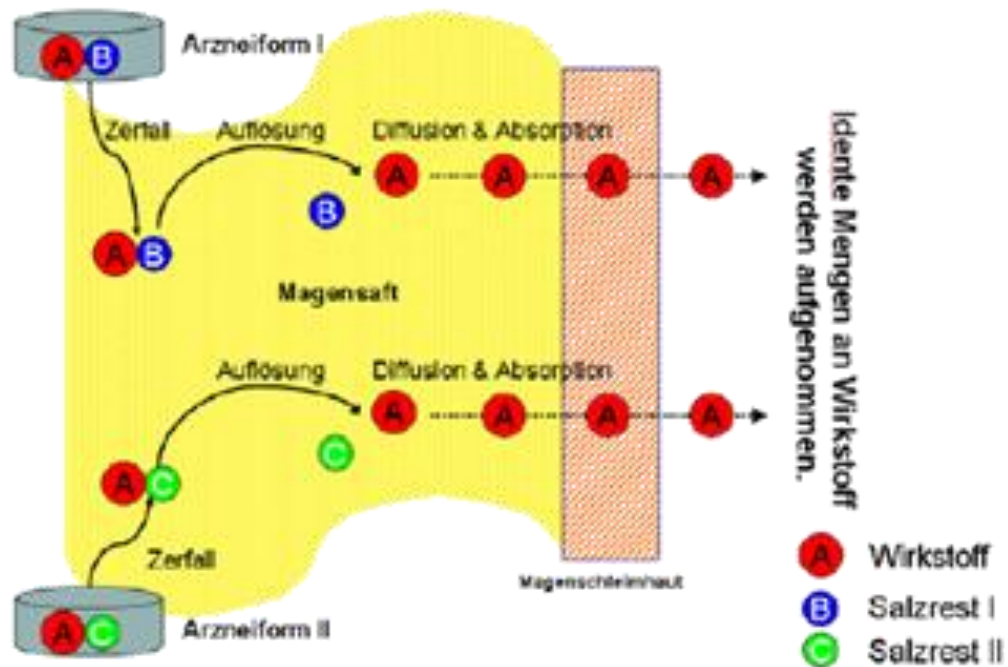 A B Arzneiform I
Zerfall Auflösung Diffusion & Absorption
A A A A
B
A B
Magensaft
Auflösung Diffusion & Absorption
A A A A
C
A C
Zerfall
Magenschleimhaut
A C Arzneiform II
Idente Mengen an Wirkstoff
werden aufgenommen.
A Wirkstoff
B Salzrest I
C Salzrest II